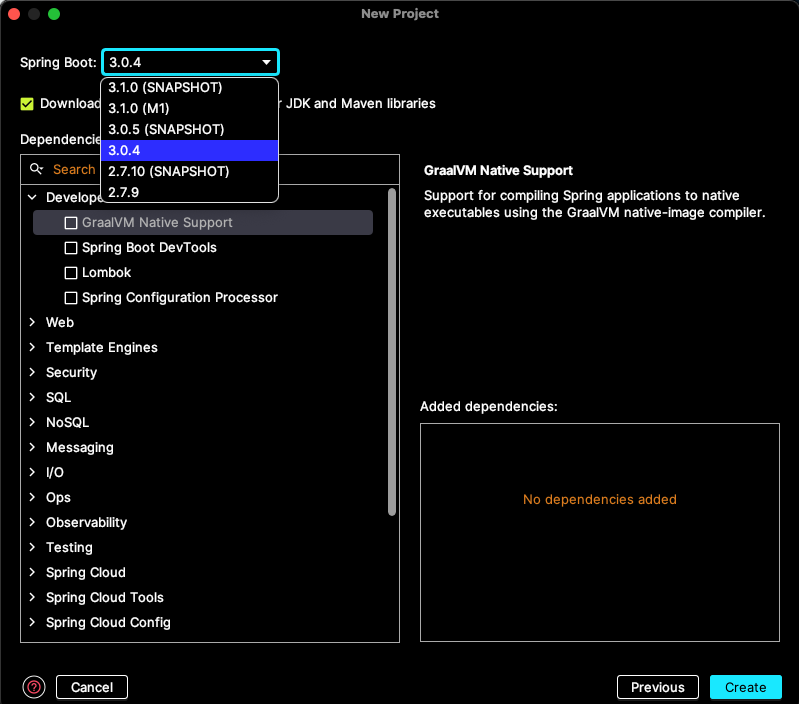 New Project
Spring Boot: 3.0.4
3.1.0 (SNAPSHOT)
3.1.0 (M1)
3.0.5 (SNAPSHOT)
3.0.4
2.7.10 (SNAPSHOT)
2.7.9
Download JDK and Maven libraries
Dependencie
Search
Develope
GraalVM Native Support
Spring Boot DevTools
Lombok
Spring Configuration Processor
Web
Template Engines
Security
SQL
NoSQL
Messaging
I/O
Ops
Observability
Testing
Spring Cloud
Spring Cloud Tools
Spring Cloud Config
GraalVM Native Support
Support for compiling Spring applications to native
executables using the GraalVM native-image compiler.
Added dependencies:
No dependencies added
?
Cancel
Previous
Create